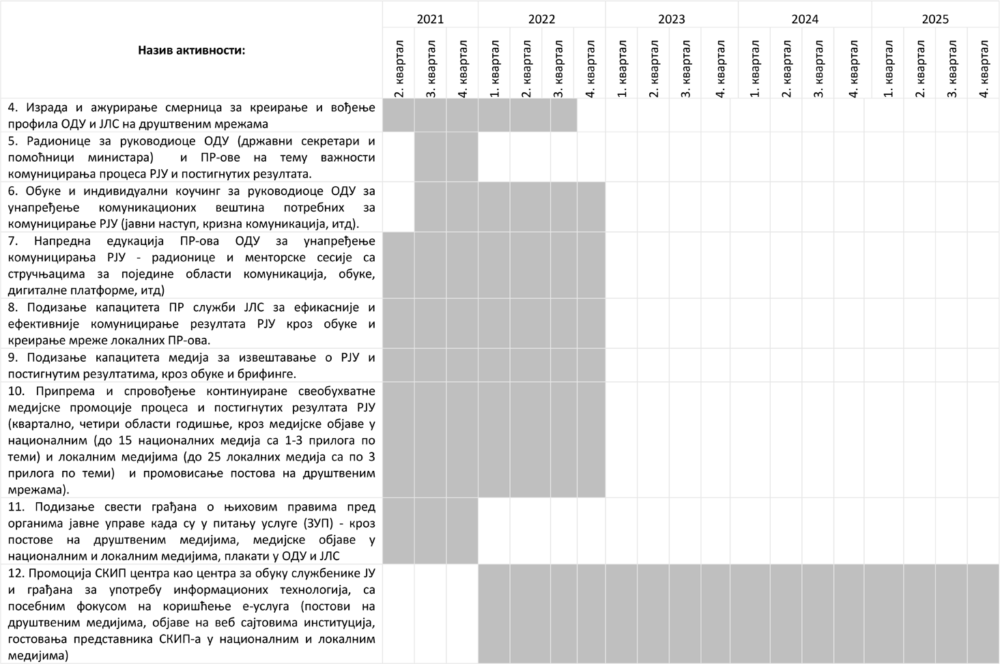 2021 2022 2023 2024 2025
Назив активности:
2. квартал 3. квартал 4. квартал 1. квартал 2. квартал 3. квартал 4. квартал 1. квартал 2. квартал 3. квартал 4. квартал 1. квартал 2. квартал 3. квартал 4. квартал 1. квартал 2. квартал 3. квартал 4. квартал
4. Израда и ажурирање смерница за креирање и вођење
профила ОДУ и ЈЛС на друштвеним мрежама
5. Радионице за руководиоце ОДУ (државни секретари и
помоћници министара) и ПР-ове на тему важности
комуницирања процеса РЈУ и постигнутих резултата.
6. Обуке и индивидуални коучинг за руководиоце ОДУ за
унапређење комуникационих вештина потребних за
комуницирање РЈУ (јавни наступ, кризна комуникација, итд).
7. Напредна едукација ПР-ова ОДУ за унапређење
комуницирања РЈУ - радионице и менторске сесије са
стручњацима за поједине области комуникација, обуке,
дигиталне платформе, итд)
8. Подизање капацитета ПР служби ЈЛС за ефикасније и
ефективније комуницирање резултата РЈУ кроз обуке и
креирање мреже локалних ПР-ова.
9. Подизање капацитета медија за извештавање о РЈУ и
постигнутим резултатима, кроз обуке и брифинге.
10. Припрема и спровођење континуиране свеобухватне
медијске промоције процеса и постигнутих резултата РЈУ
(квартално, четири области годишње, кроз медијске објаве у
националним (до 15 националних медија са 1-3 прилога по
теми) и локалним медијима (до 25 локалних медија са по 3
прилога по теми) и промовисање постова на друштвеним
мрежама).
11. Подизање свести грађана о њиховим правима пред
органима јавне управе када су у питању услуге (ЗУП) - кроз
постове на друштвеним медијима, медијске објаве у
националним и локалним медијима, плакати у ОДУ и ЈЛС
12. Промоција СКИП центра као центра за обуку службенике ЈУ
и грађана за употребу информационих технологија, са
посебним фокусом на коришћење е-услуга (постови на
друштвеним медијима, објаве на веб сајтовима институција,
гостовања представника СКИП-а у националним и локалним
медијима)